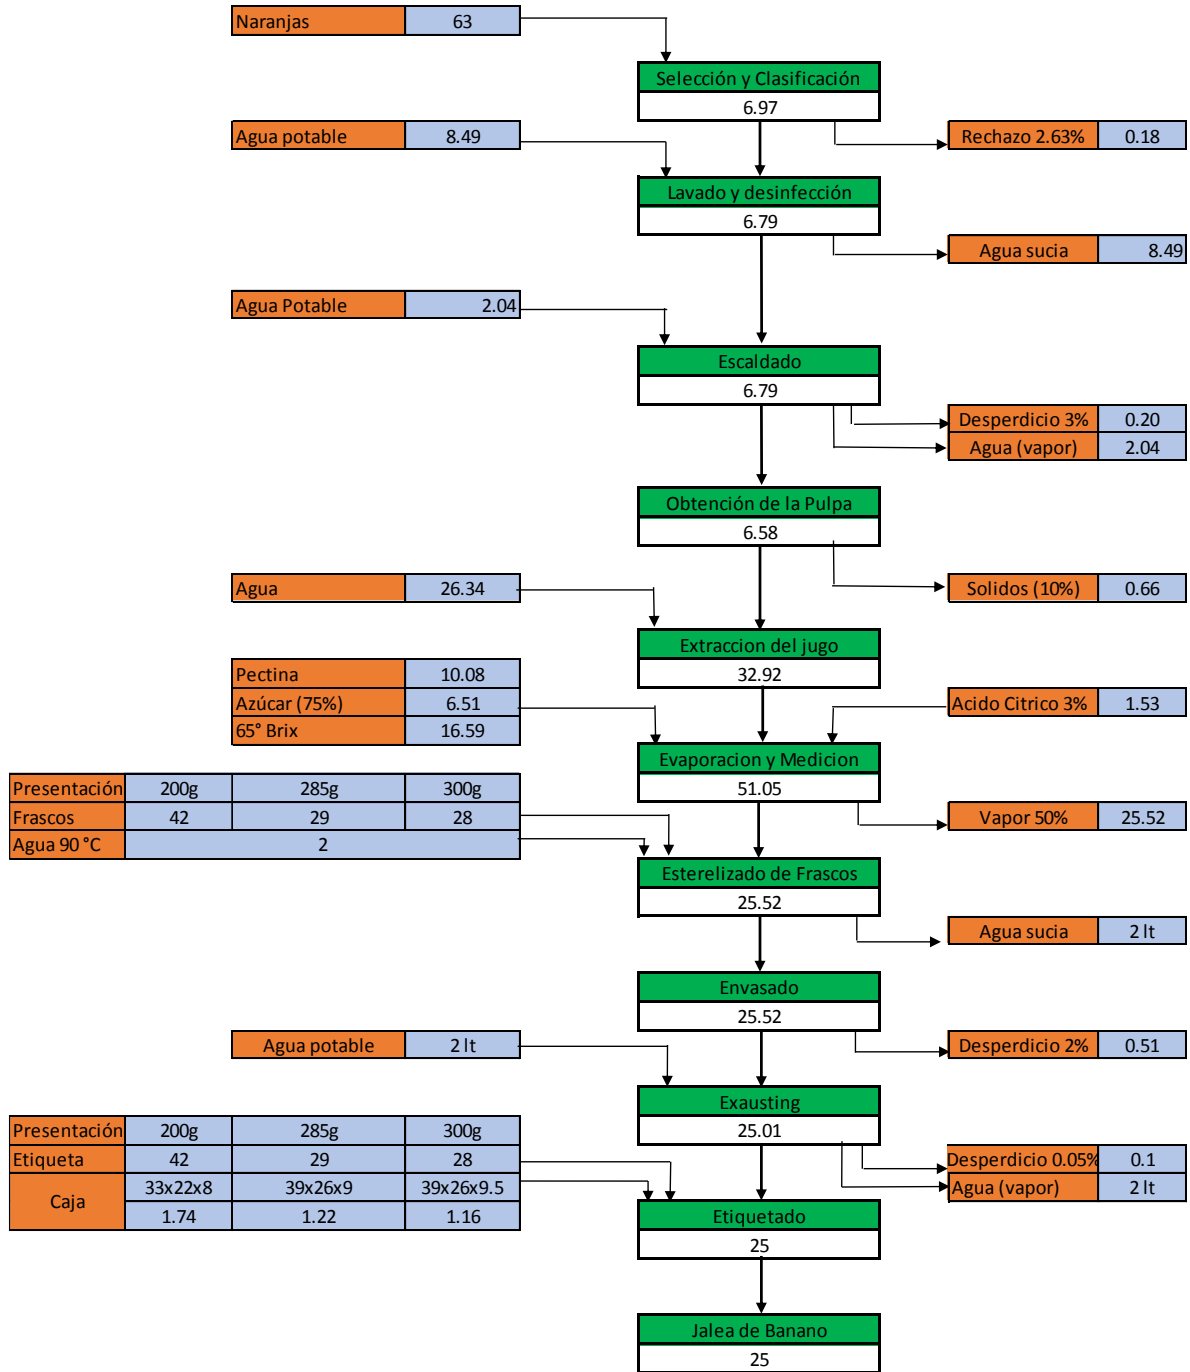 Naranjas 63
Selección y Clasificación
6.97
Agua potable 8.49
Rechazo 2.63% 0.18
Lavado y desinfección
6.79
Agua sucia 8.49
Agua Potable 2.04
Escaldado
6.79
Desperdicio 3% 0.20
Agua (vapor) 2.04
Obtención de la Pulpa
6.58
Agua 26.34
Solidos (10%) 0.66
Extraccion del jugo
32.92
Pectina 10.08
Azúcar (75%) 6.51
65° Brix 16.59
Acido Citrico 3% 1.53
Evaporacion y Medicion
51.05
Presentación 200g 285g 300g
Frascos 42 29 28
Agua 90 °C 2
Vapor 50% 25.52
Esterelizado de Frascos
25.52
Agua sucia 2 lt
Envasado
25.52
Agua potable 2 lt
Desperdicio 2% 0.51
Exausting
25.01
Presentación 200g 285g 300g
Etiqueta 42 29 28
Caja 33x22x8 39x26x9 39x26x9.5
1.74 1.22 1.16
Desperdicio 0.05% 0.1
Agua (vapor) 2 lt
Etiquetado
25
Jalea de Banano
25